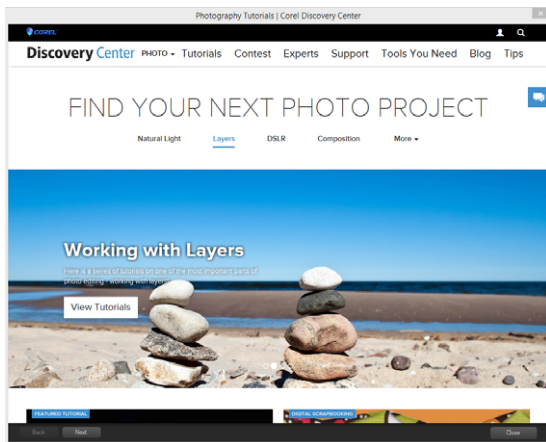 Photography Tutorials | Corel Discovery Center
COREL
Discovery Center PHOTO Tutorials Contest Experts Support Tools You Need Blog Tips
FIND YOUR NEXT PHOTO PROJECT
Natural Light Layers DSLR Composition More
Working with Layers
Here is a series of tutorials on one of the most important parts of
photo editing - working with layers.
View Tutorials
FEATURED TUTORIAL DIGITAL SCRAPBOOKING
Back Next Close